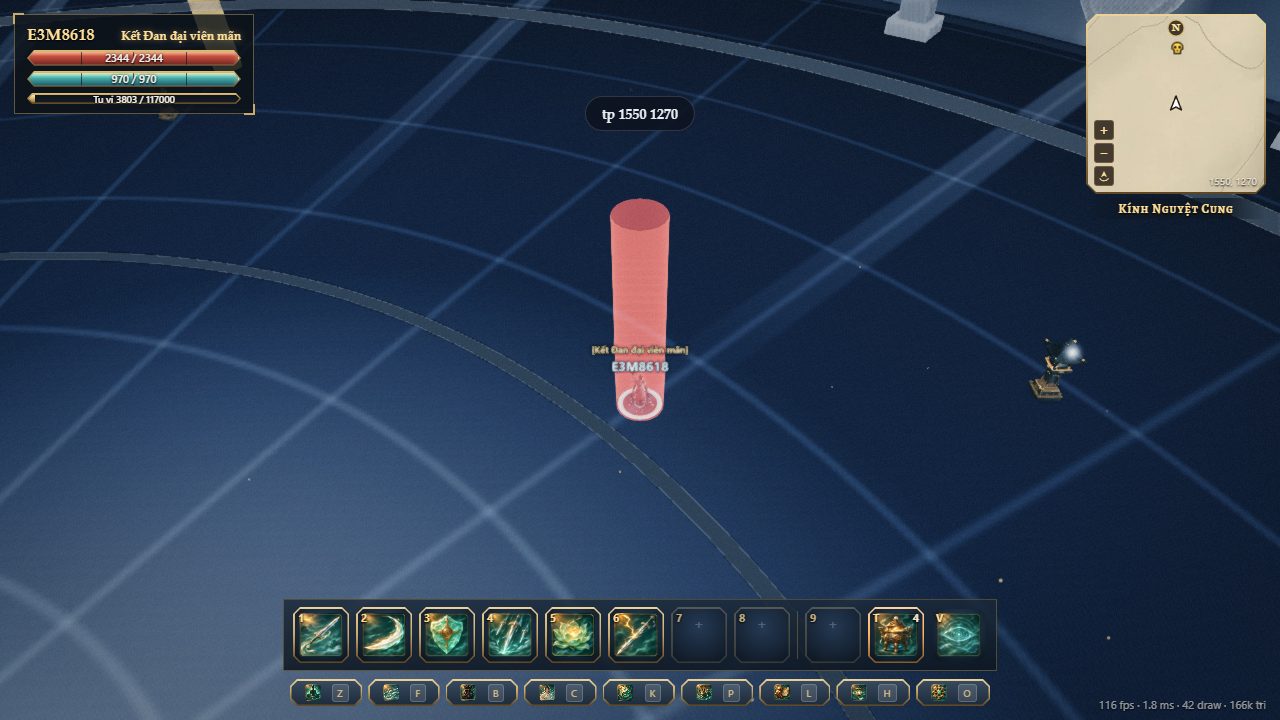 E3M8618 Kết Đan đại viên mãn
2344 / 2344
970 / 970
Tu vi 3803 / 117000
tp 1550 1270
N
+
−
1550, 1270
Kính Nguyệt Cung
[Kết Đan đại viên mãn]
E3M8618
1 2 3 4 5 6 7 8 9 T 4 V
Z F B C K P L H O
116 fps · 1.8 ms · 42 draw · 166k tri